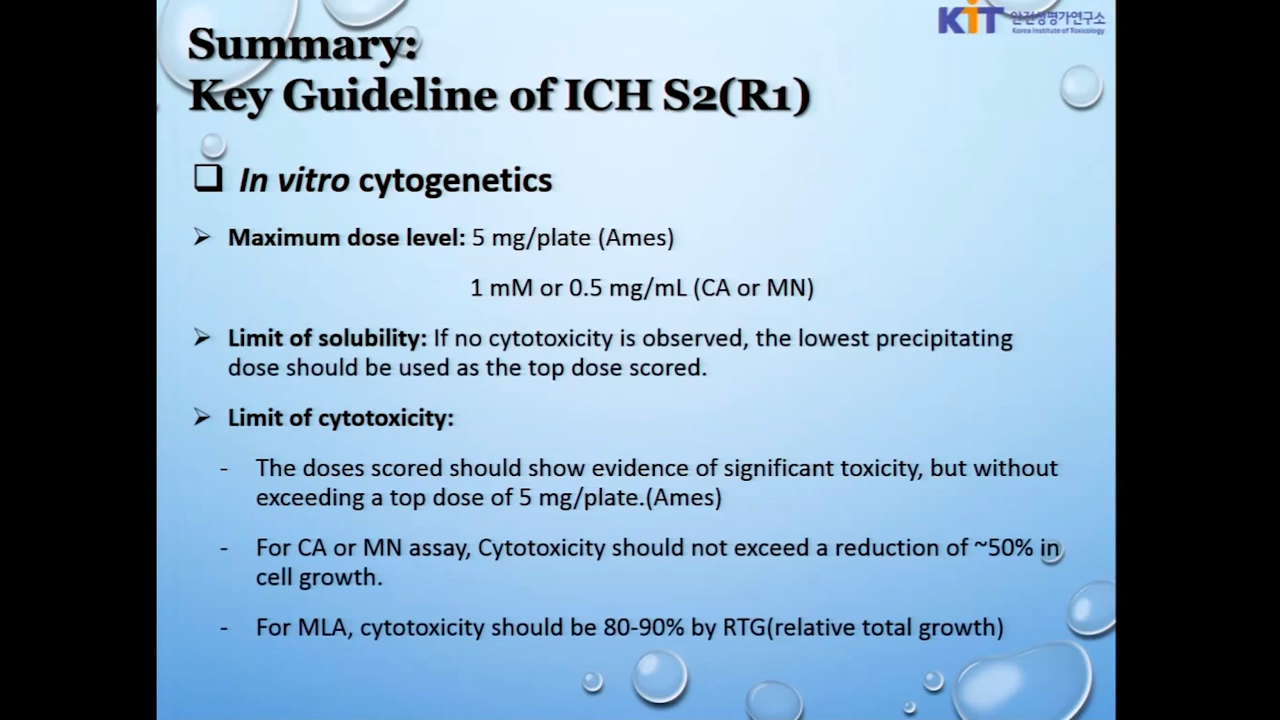 KIT 안전성평가연구소
Korea Institute of Toxicology
Summary:
Key Guideline of ICH S2(R1)
In vitro cytogenetics
Maximum dose level: 5 mg/plate (Ames)
1 mM or 0.5 mg/mL (CA or MN)
Limit of solubility: If no cytotoxicity is observed, the lowest precipitating
dose should be used as the top dose scored.
Limit of cytotoxicity:
- The doses scored should show evidence of significant toxicity, but without
exceeding a top dose of 5 mg/plate.(Ames)
- For CA or MN assay, Cytotoxicity should not exceed a reduction of ~50% in
cell growth.
- For MLA, cytotoxicity should be 80-90% by RTG(relative total growth)